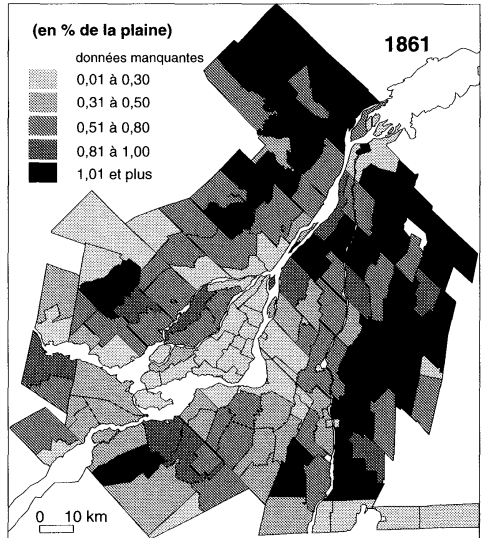 (en % de la plaine)
1861
données manquantes
0,01 à 0,30
0,31 à 0,50
0,51 à 0,80
0,81 à 1,00
1,01 et plus
0 10 km